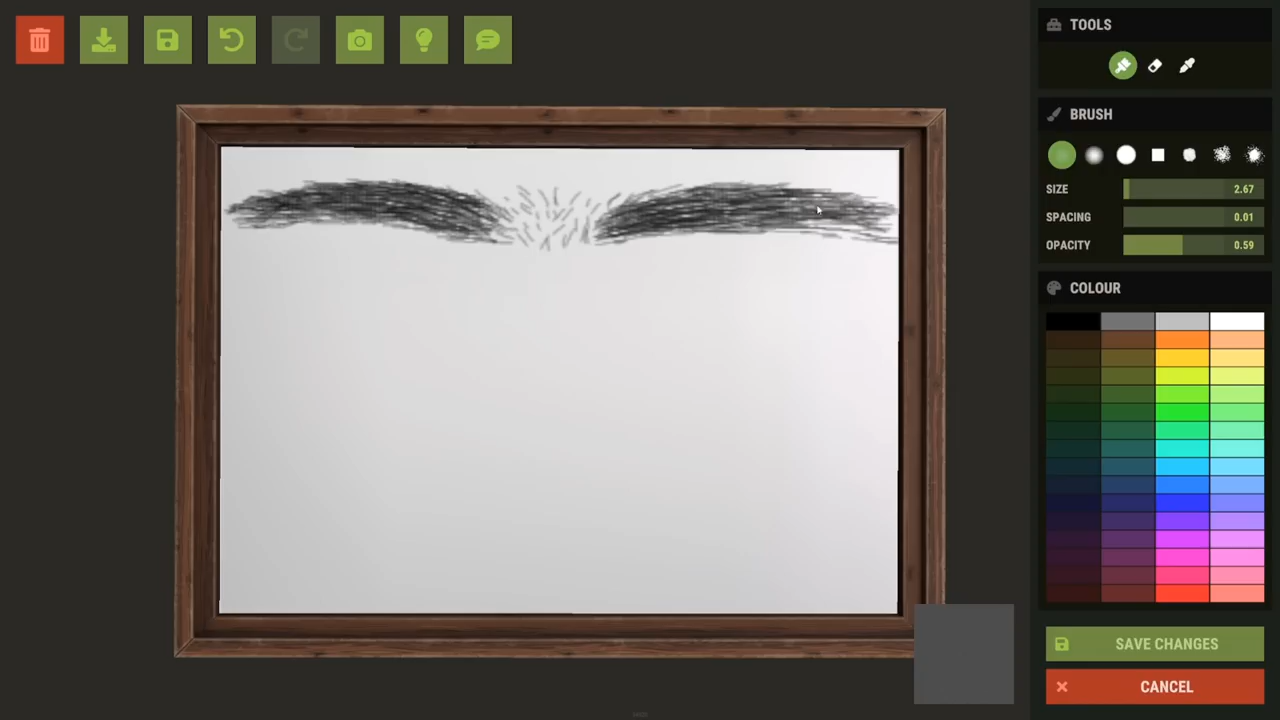 TOOLS
BRUSH
SIZE
2.67
SPACING
0.01
OPACITY
0.59
COLOUR
SAVE CHANGES
CANCEL